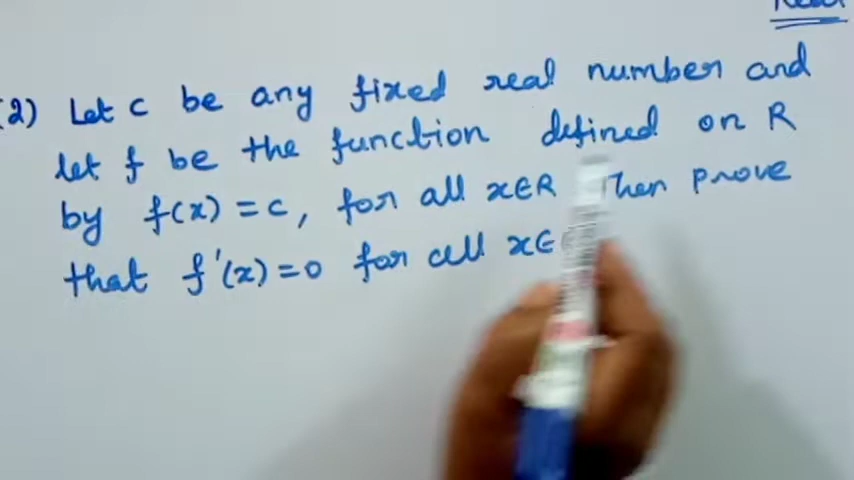 (2) Let c be any fixed real number and
let f be the function defined on R
by f(x) = c, for all x∈R Then prove
that f'(x)=0 for all x∈